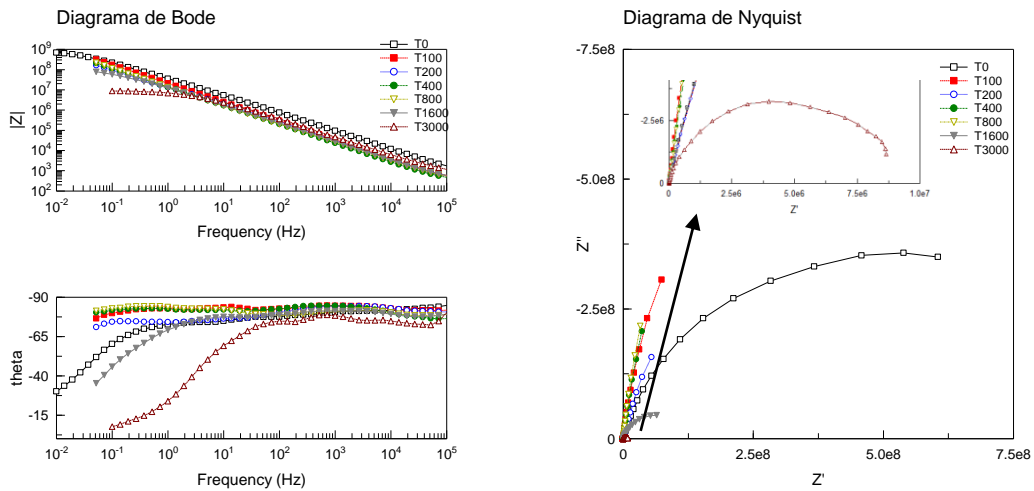 Diagrama de Bode
10^9
10^8
10^7
10^6
10^5
10^4
10^3
10^2
|Z|
10^-2 10^-1 10^0 10^1 10^2 10^3 10^4 10^5
Frequency (Hz)
T0
T100
T200
T400
T800
T1600
T3000
-90
-65
-40
-15
theta
10^-2 10^-1 10^0 10^1 10^2 10^3 10^4 10^5
Frequency (Hz)
Diagrama de Nyquist
-7.5e8
-5.0e8
-2.5e8
0
Z''
0 2.5e8 5.0e8 7.5e8
Z'
T0
T100
T200
T400
T800
T1600
T3000
-2.5e6
0
0 2.5e6 5.0e6 7.5e6 1.0e7
Z'